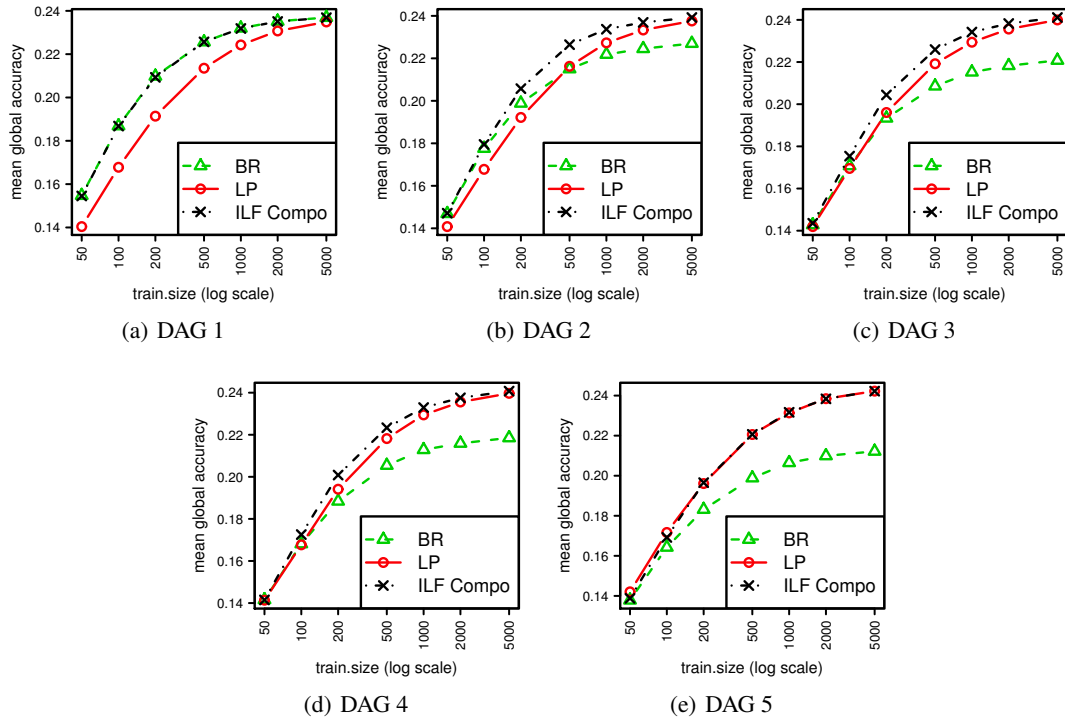 mean global accuracy
0.24
0.22
0.20
0.18
0.16
0.14
BR
LP
ILF Compo
50 100 200 500 1000 2000 5000
train.size (log scale)
(a) DAG 1
mean global accuracy
0.24
0.22
0.20
0.18
0.16
0.14
BR
LP
ILF Compo
50 100 200 500 1000 2000 5000
train.size (log scale)
(b) DAG 2
mean global accuracy
0.24
0.22
0.20
0.18
0.16
0.14
BR
LP
ILF Compo
50 100 200 500 1000 2000 5000
train.size (log scale)
(c) DAG 3
mean global accuracy
0.24
0.22
0.20
0.18
0.16
0.14
BR
LP
ILF Compo
50 100 200 500 1000 2000 5000
train.size (log scale)
(d) DAG 4
mean global accuracy
0.24
0.22
0.20
0.18
0.16
0.14
BR
LP
ILF Compo
50 100 200 500 1000 2000 5000
train.size (log scale)
(e) DAG 5